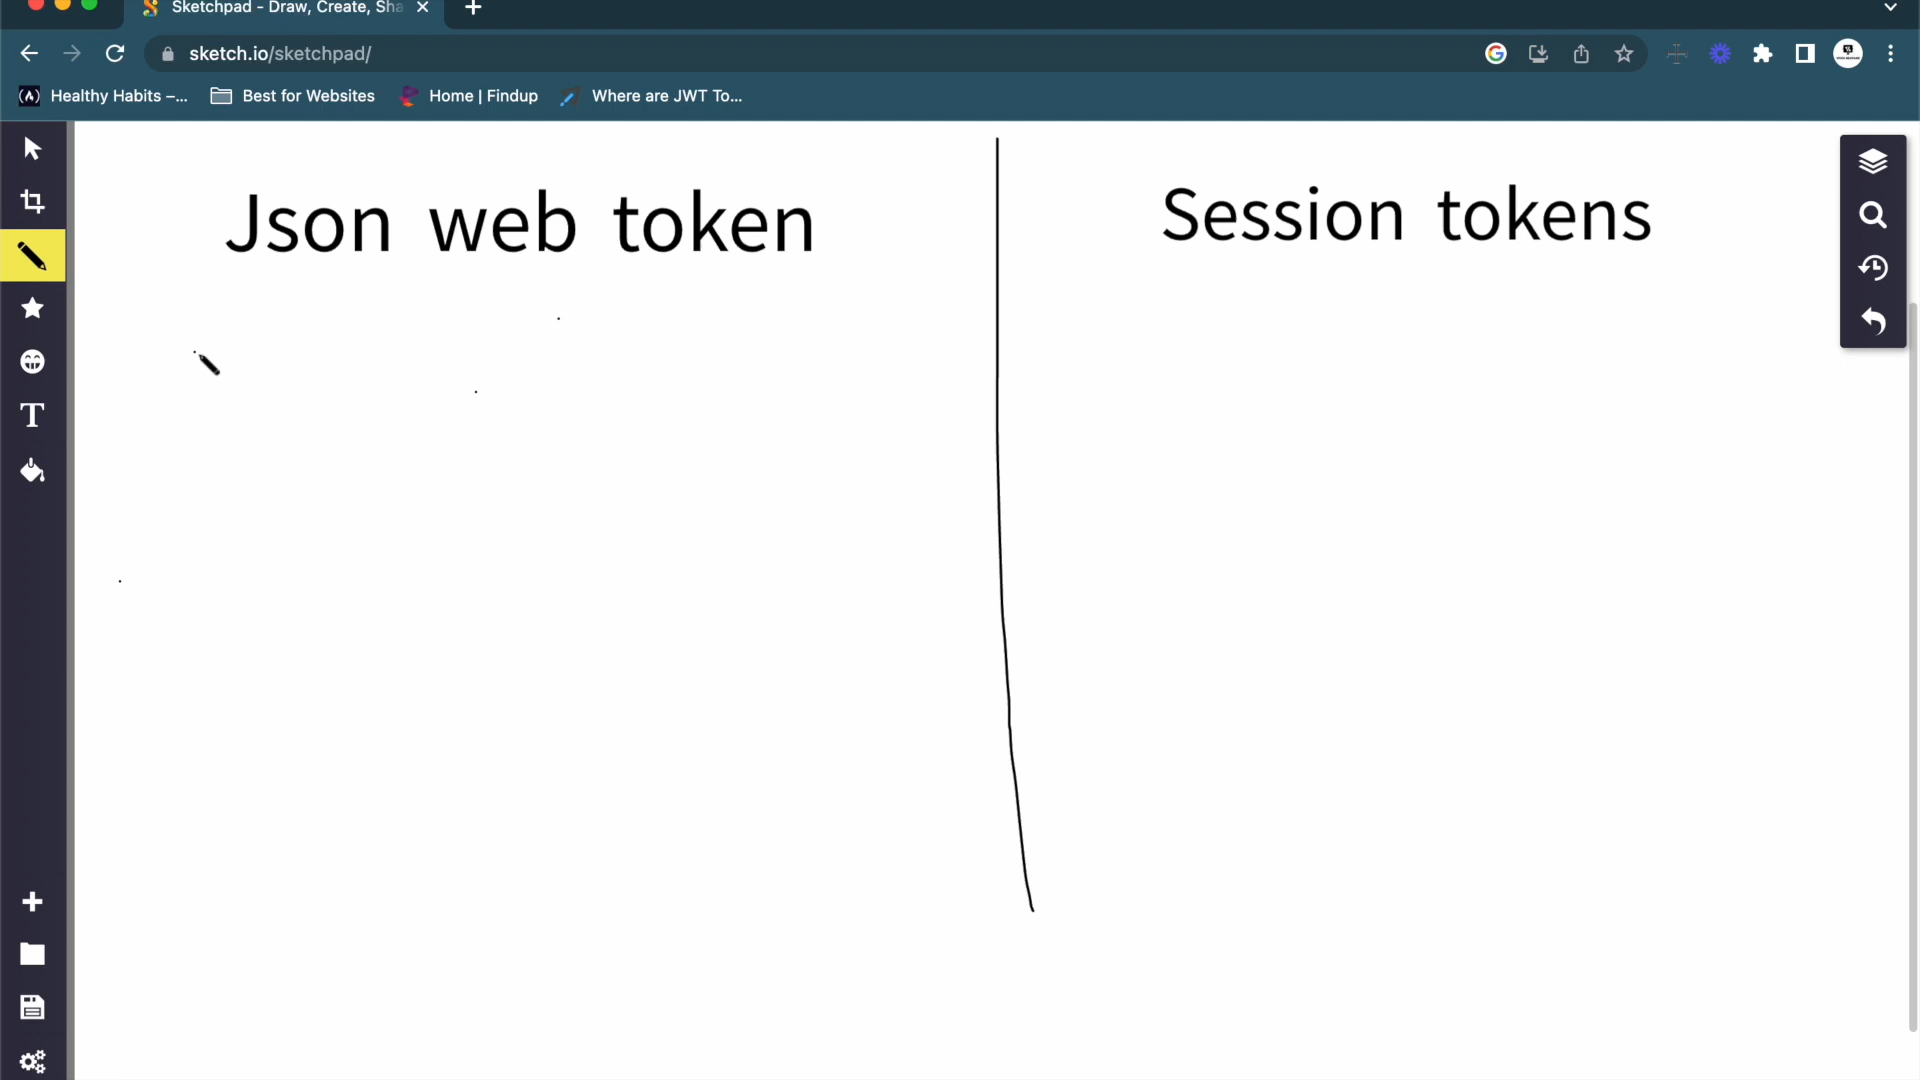 Sketchpad - Draw, Create, Sha
sketch.io/sketchpad/
Healthy Habits –...
Best for Websites
Home | Findup
Where are JWT To...
Json web token
Session tokens
T